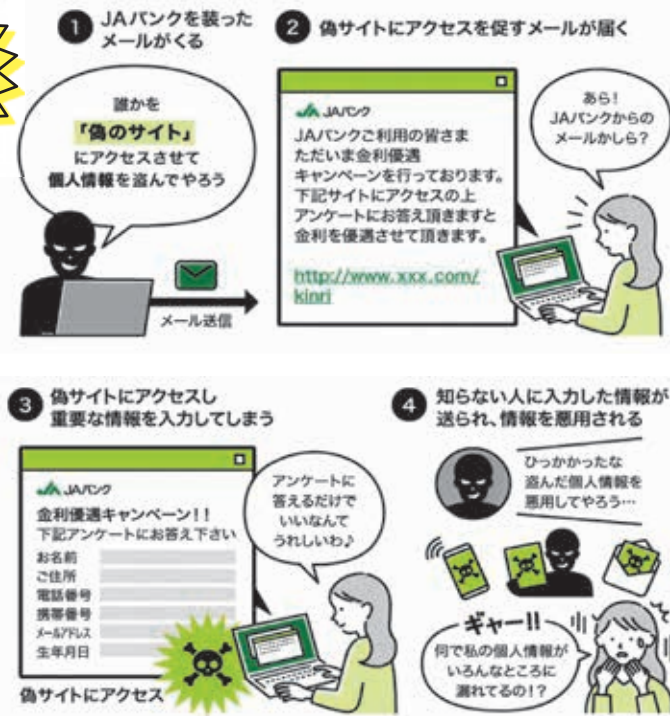 1 JAバンクを装った
メールがくる
誰かを
「偽のサイト」
にアクセスさせて
個人情報を盗んでやろう
メール送信
2 偽サイトにアクセスを促すメールが届く
JAバンク
JAバンクご利用の皆さま
ただいま金利優遇
キャンペーンを行っております。
下記サイトにアクセスの上
アンケートにお答え頂きますと
金利を優遇させて頂きます。
http://www.xxx.com/
kinri
あら!
JAバンクからの
メールかしら?
3 偽サイトにアクセスし
重要な情報を入力してしまう
JAバンク
金利優遇キャンペーン!!
下記アンケートにお答え下さい
お名前
ご住所
電話番号
携帯番号
メールアドレス
生年月日
偽サイトにアクセス
アンケートに
答えるだけで
いいなんて
うれしいわ♪
4 知らない人に入力した情報が
送られ、情報を悪用される
ひっかかったな
盗んだ個人情報を
悪用してやろう…
ギャー!!
何で私の個人情報が
いろんなところに
漏れてるの!?